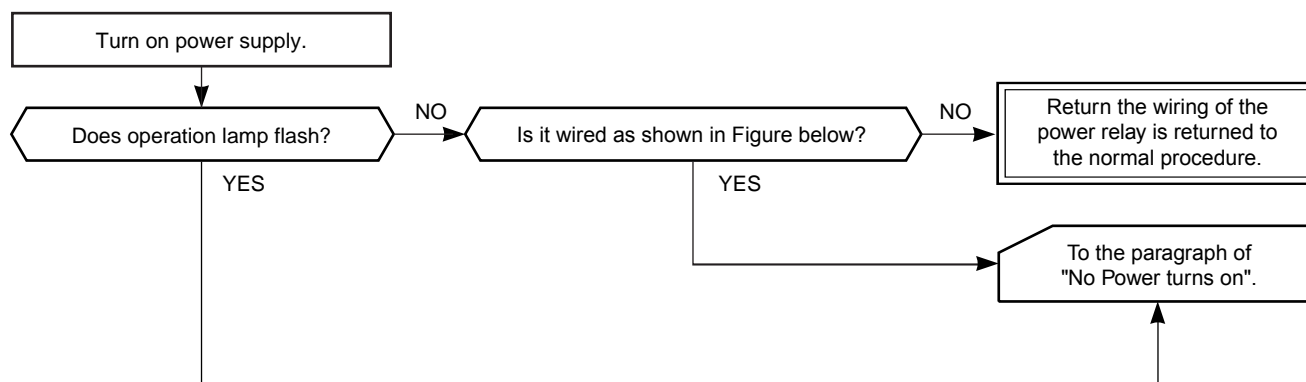 Turn on power supply.
Does operation lamp flash?
NO
Is it wired as shown in Figure below?
NO
Return the wiring of the
power relay is returned to
the normal procedure.
YES
YES
To the paragraph of
"No Power turns on".